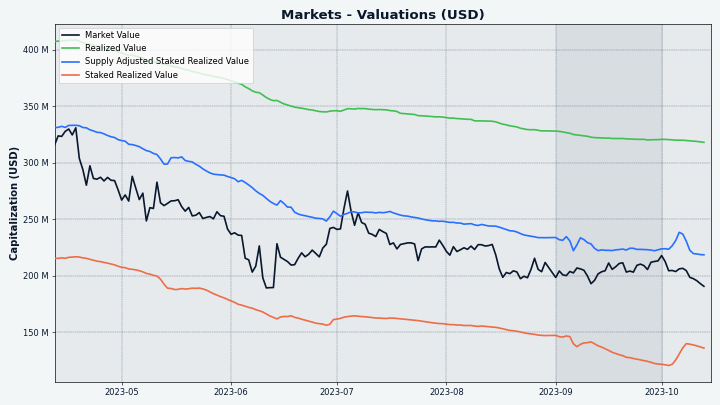 Markets - Valuations (USD)
Market Value
Realized Value
Supply Adjusted Staked Realized Value
Staked Realized Value
Capitalization (USD)
400 M
350 M
300 M
250 M
200 M
150 M
2023-05
2023-06
2023-07
2023-08
2023-09
2023-10